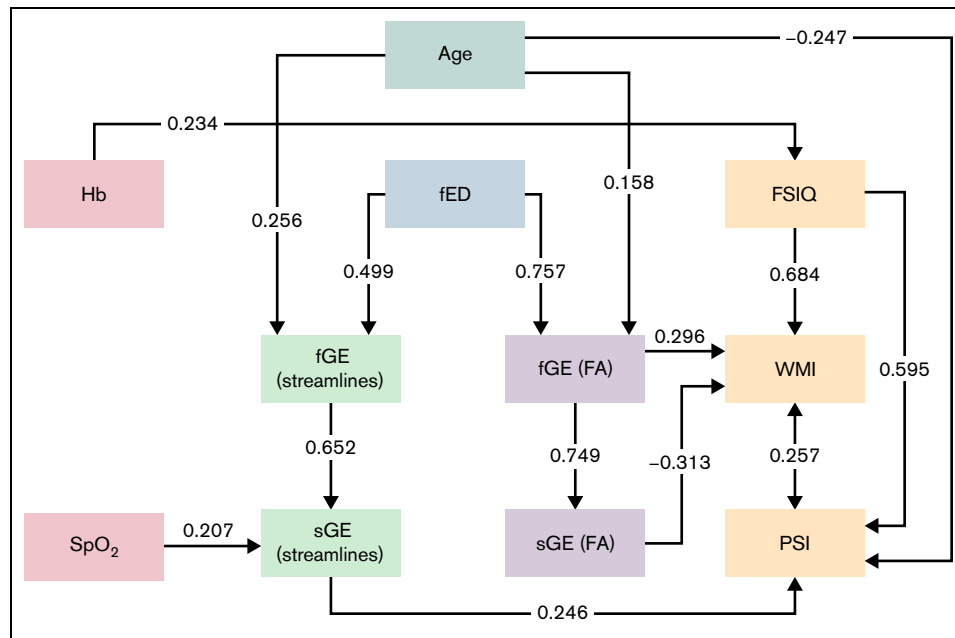 Age
−0.247
0.234
Hb
fED
0.158
FSIQ
0.256
0.499
0.757
0.684
fGE
(streamlines)
fGE (FA)
0.296
WMI
0.595
0.652
0.749
−0.313
0.257
SpO₂
0.207
sGE
(streamlines)
sGE (FA)
PSI
0.246